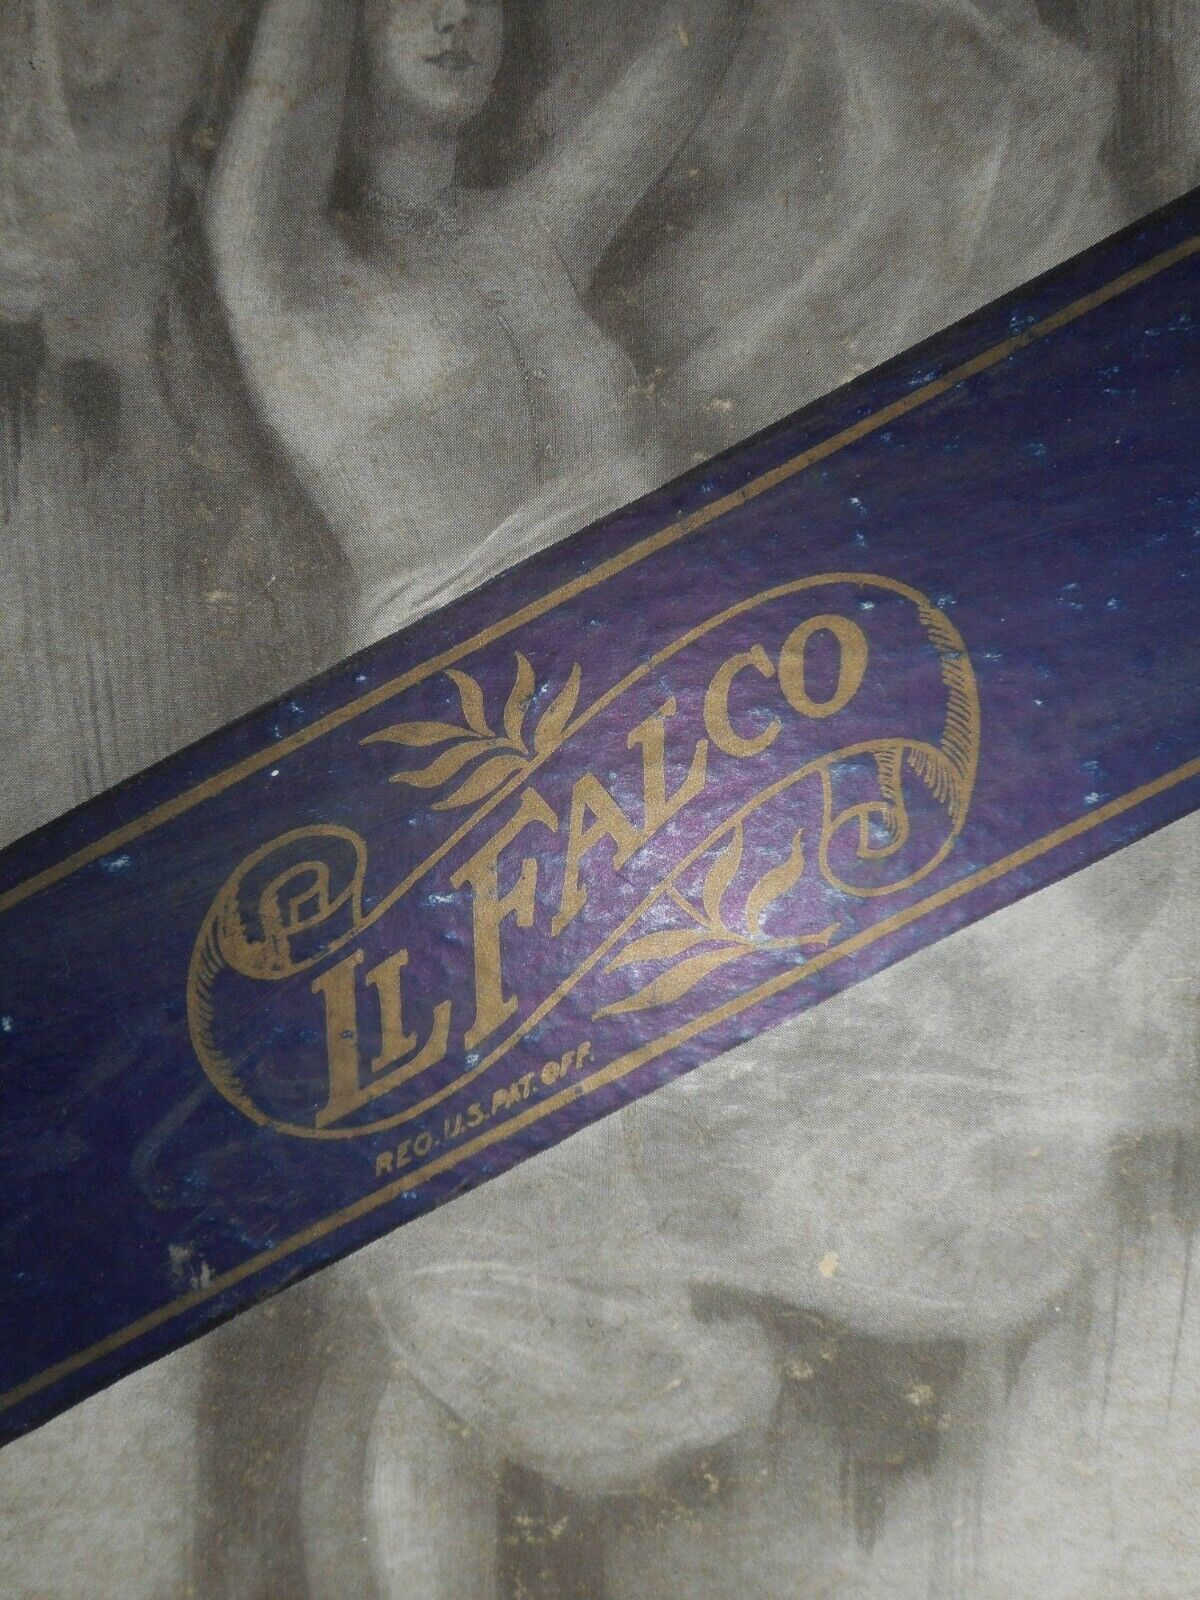 IL FALCO
REG. U.S. PAT. OFF.